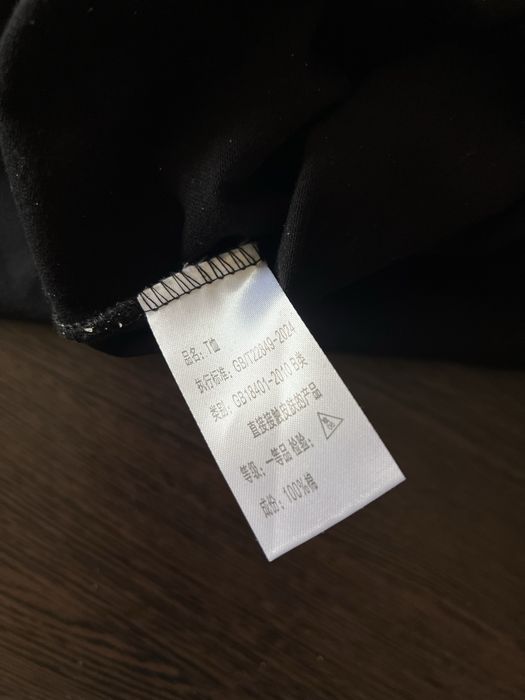 品名: T恤
执行标准: GB/T22849-2024
类别: GB18401-2010 B类
直接接触皮肤的产品
等级: 一等品 检验:
成份: 100%棉